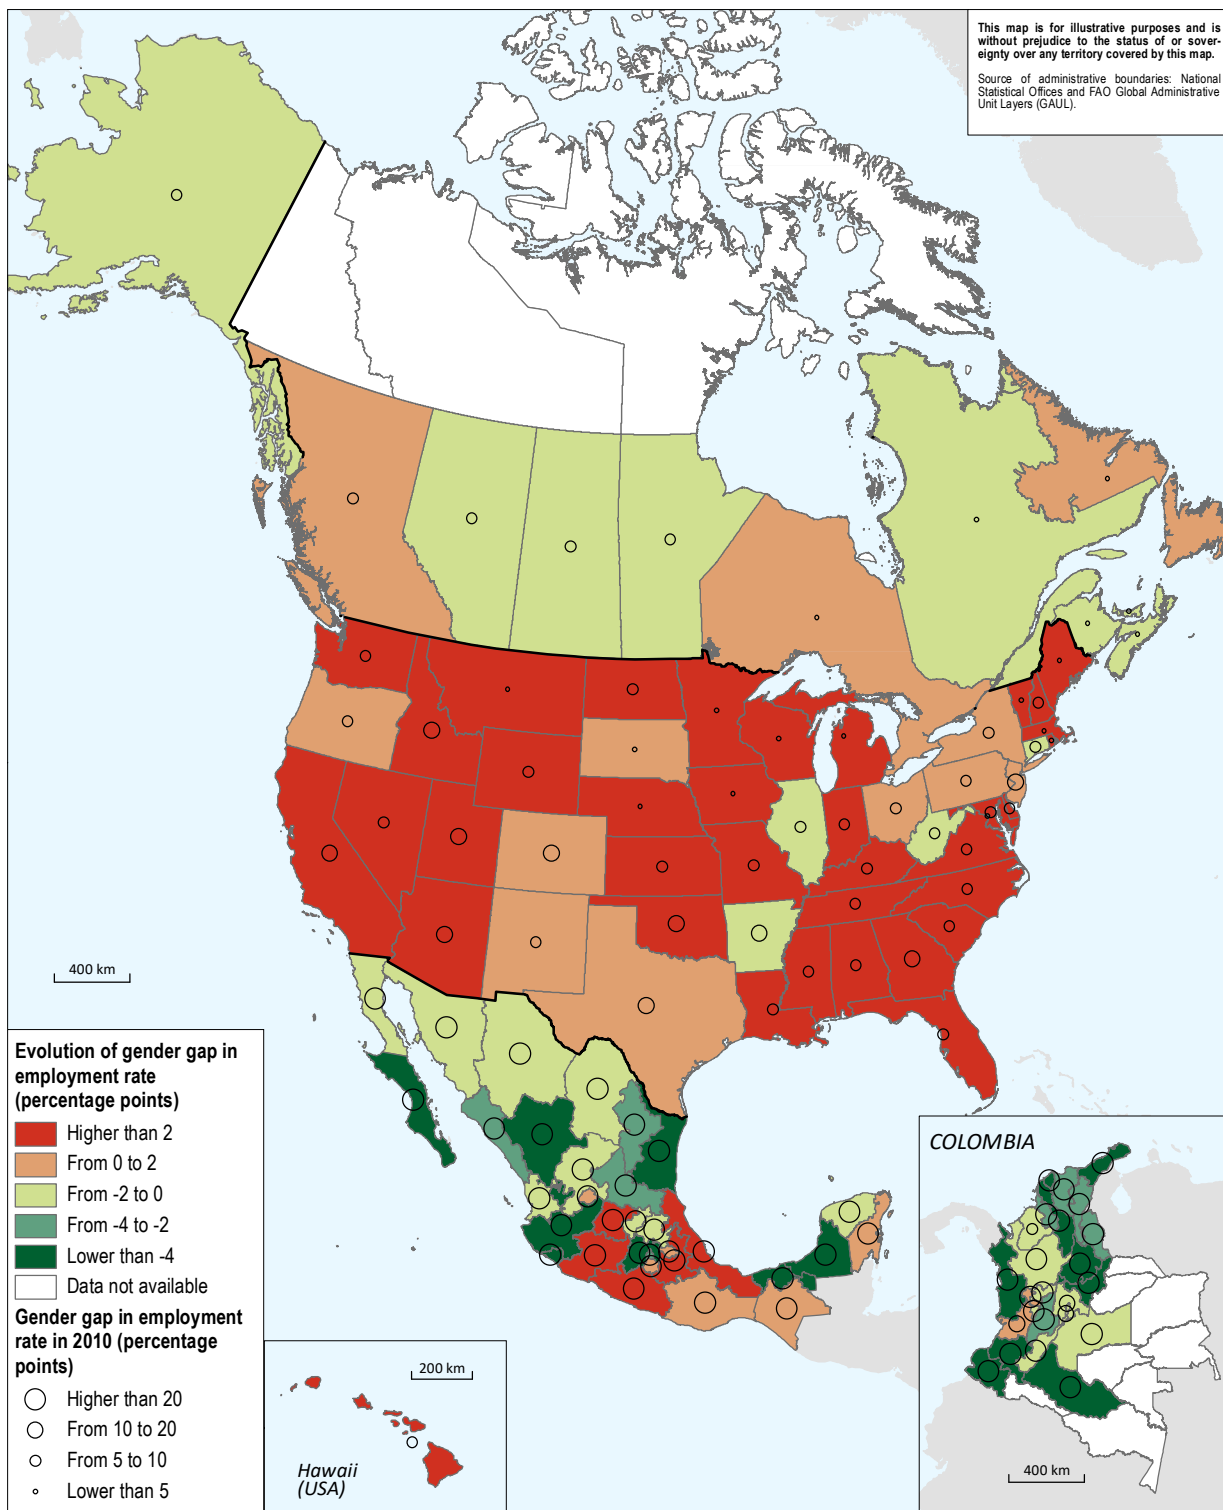 This map is for illustrative purposes and is
without prejudice to the status of or sover-
eignty over any territory covered by this map.
Source of administrative boundaries: National
Statistical Offices and FAO Global Administrative
Unit Layers (GAUL).
400 km
Evolution of gender gap in
employment rate
(percentage points)
Higher than 2
From 0 to 2
From -2 to 0
From -4 to -2
Lower than -4
Data not available
Gender gap in employment
rate in 2010 (percentage
points)
Higher than 20
From 10 to 20
From 5 to 10
Lower than 5
200 km
Hawaii
(USA)
COLOMBIA
400 km